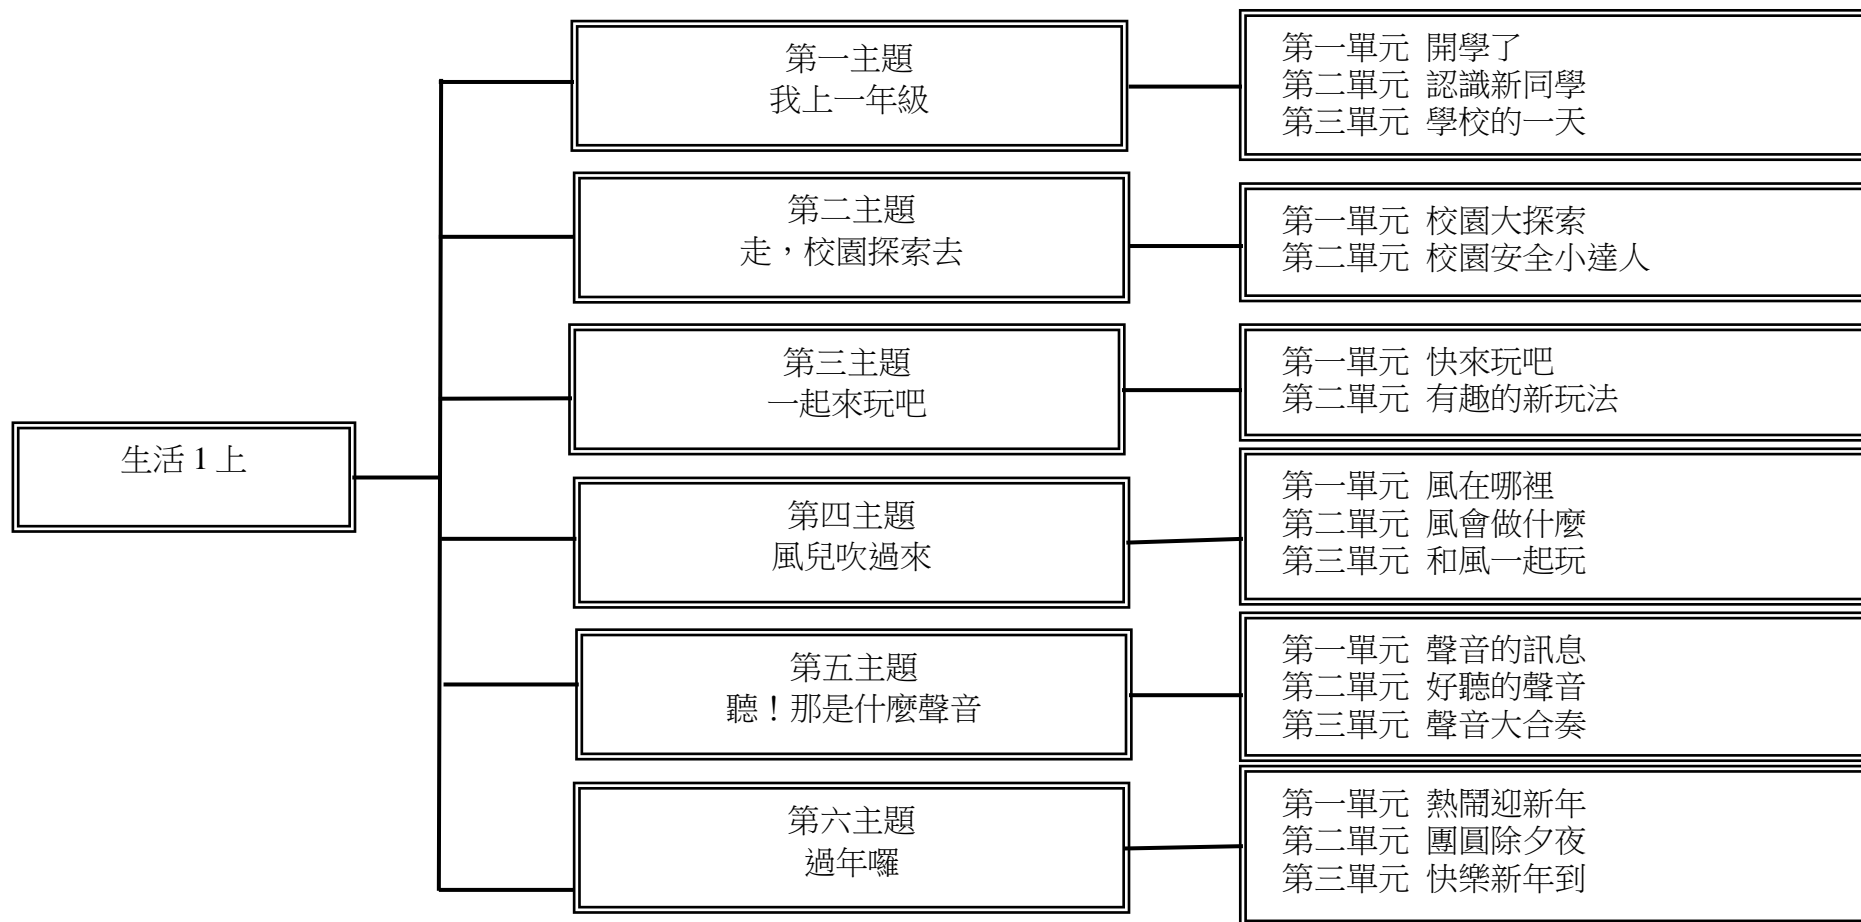 生活 1 上
第一主題
我上一年級
第一單元 開學了
第二單元 認識新同學
第三單元 學校的一天
第二主題
走，校園探索去
第一單元 校園大探索
第二單元 校園安全小達人
第三主題
一起來玩吧
第一單元 快來玩吧
第二單元 有趣的新玩法
第四主題
風兒吹過來
第一單元 風在哪裡
第二單元 風會做什麼
第三單元 和風一起玩
第五主題
聽！那是什麼聲音
第一單元 聲音的訊息
第二單元 好聽的聲音
第三單元 聲音大合奏
第六主題
過年囉
第一單元 熱鬧迎新年
第二單元 團圓除夕夜
第三單元 快樂新年到